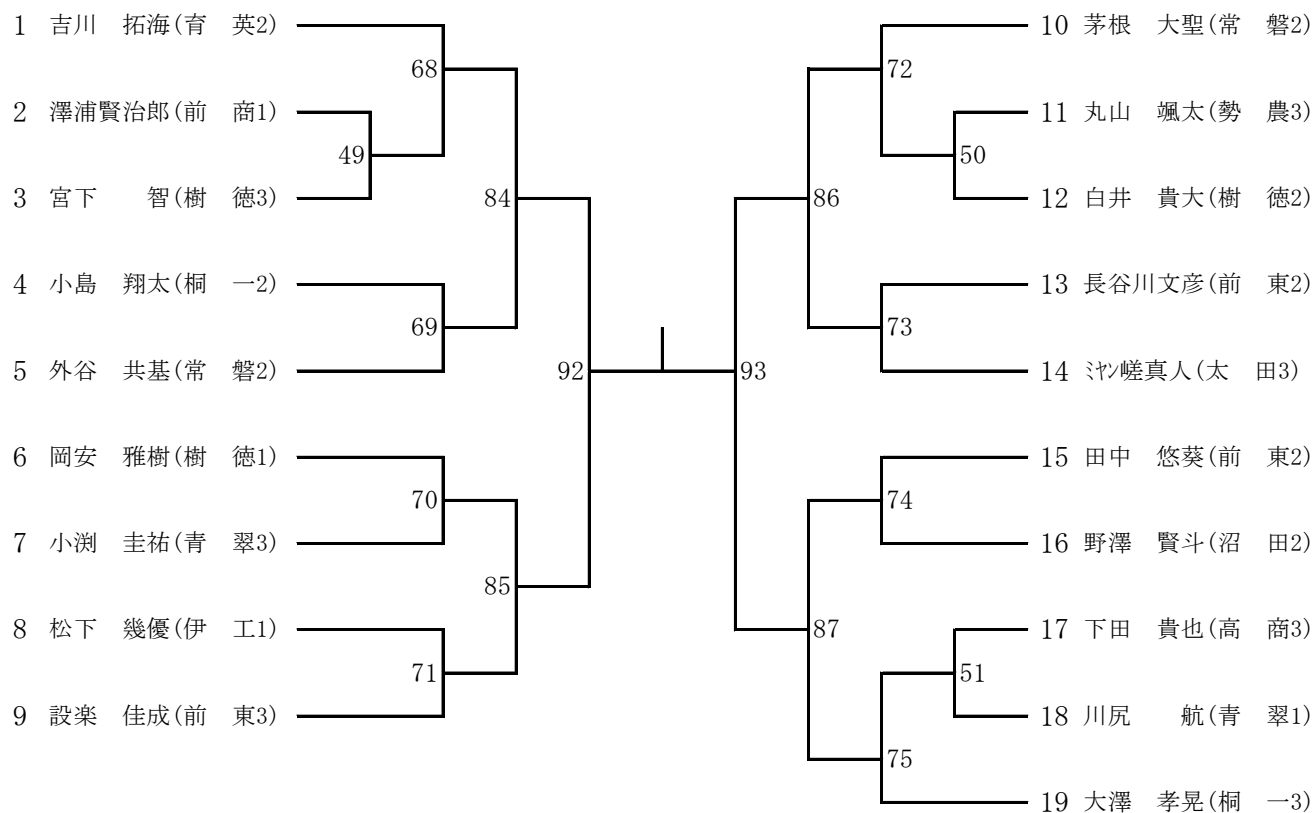 1 吉川　拓海(育　英2)
68
2 澤浦賢治郎(前　商1)
49
3 宮下　　智(樹　徳3)
84
4 小島　翔太(桐　一2)
69
5 外谷　共基(常　磐2)
92
6 岡安　雅樹(樹　徳1)
70
7 小渕　圭祐(青　翠3)
85
8 松下　幾優(伊　工1)
71
9 設楽　佳成(前　東3)
10 茅根　大聖(常　磐2)
72
11 丸山　颯太(勢　農3)
50
12 白井　貴大(樹　徳2)
86
13 長谷川文彦(前　東2)
73
14 ﾐﾔﾝ嵯真人(太　田3)
93
15 田中　悠葵(前　東2)
74
16 野澤　賢斗(沼　田2)
87
17 下田　貴也(高　商3)
51
18 川尻　　航(青　翠1)
75
19 大澤　孝晃(桐　一3)